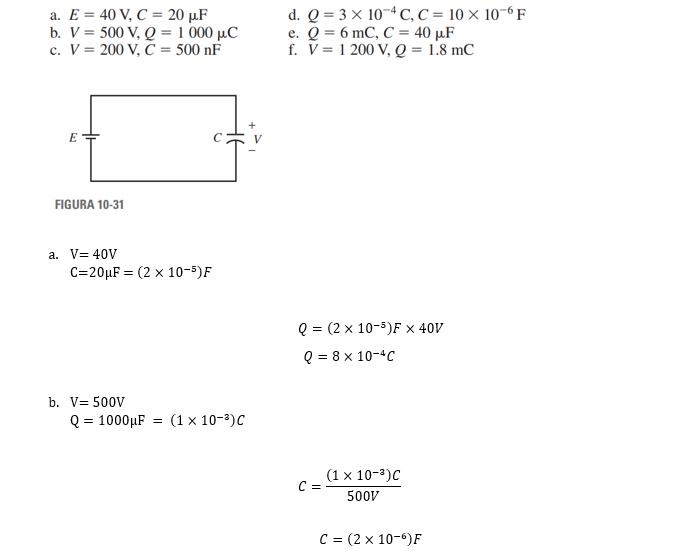 a. E = 40 V, C = 20 μF
b. V = 500 V, Q = 1 000 μC
c. V = 200 V, C = 500 nF
d. Q = 3 × 10⁻⁴ C, C = 10 × 10⁻⁶ F
e. Q = 6 mC, C = 40 μF
f. V = 1 200 V, Q = 1.8 mC
E
C
+
V
–
FIGURA 10-31
a. V= 40V
C=20μF = (2 × 10⁻⁵)F
Q = (2 × 10⁻⁵)F × 40V
Q = 8 × 10⁻⁴C
b. V= 500V
Q = 1000μF = (1 × 10⁻³)C
C = (1 × 10⁻³)C / 500V
C = (2 × 10⁻⁶)F